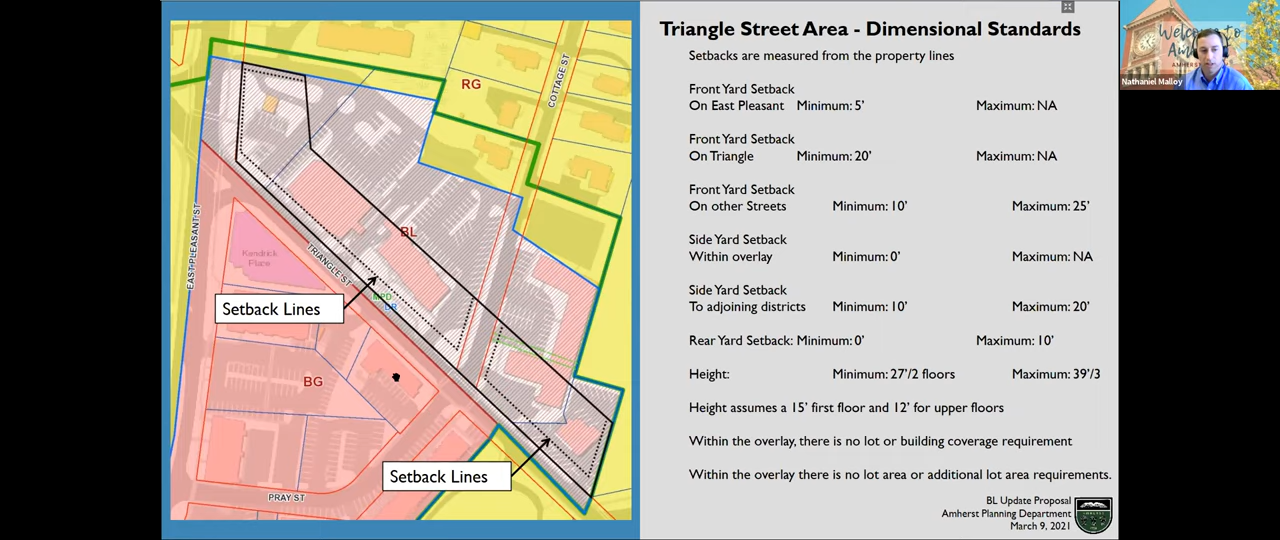 Triangle Street Area - Dimensional Standards
Setbacks are measured from the property lines
Front Yard Setback
On East Pleasant Minimum: 5' Maximum: NA
Front Yard Setback
On Triangle Minimum: 20' Maximum: NA
Front Yard Setback
On other Streets Minimum: 10' Maximum: 25'
Side Yard Setback
Within overlay Minimum: 0' Maximum: NA
Side Yard Setback
To adjoining districts Minimum: 10' Maximum: 20'
Rear Yard Setback: Minimum: 0' Maximum: 10'
Height: Minimum: 27'/2 floors Maximum: 39'/3
Height assumes a 15' first floor and 12' for upper floors
Within the overlay, there is no lot or building coverage requirement
Within the overlay there is no lot area or additional lot area requirements.
BL Update Proposal
Amherst Planning Department
March 9, 2021
RG
COTTAGE ST
BL
EAST PLEASANT ST
Kendrick
Place
TRIANGLE ST
MPD
DR
Setback Lines
BG
Setback Lines
PRAY ST
Welcome to
Nathaniel Malloy